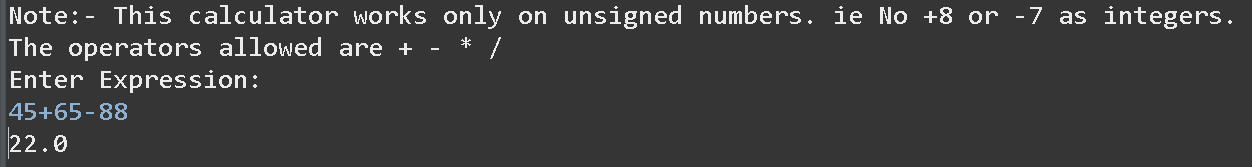 Note:- This calculator works only on unsigned numbers. ie No +8 or -7 as integers.
The operators allowed are + - * /
Enter Expression:
45+65-88
22.0